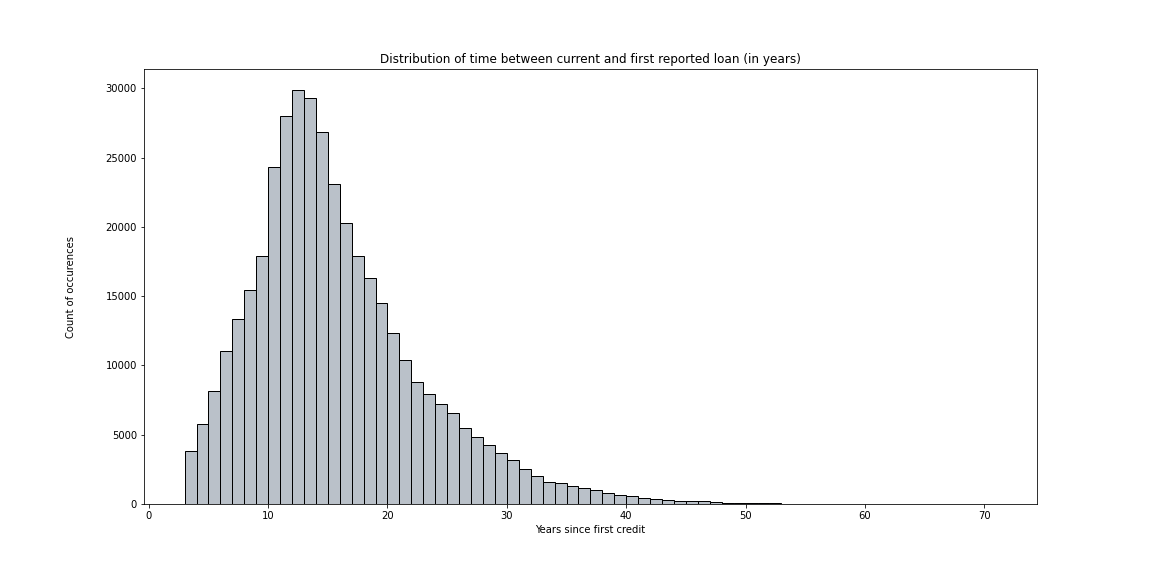 Distribution of time between current and first reported loan (in years)
30000
25000
20000
15000
10000
5000
0
Count of occurences
0 10 20 30 40 50 60 70
Years since first credit